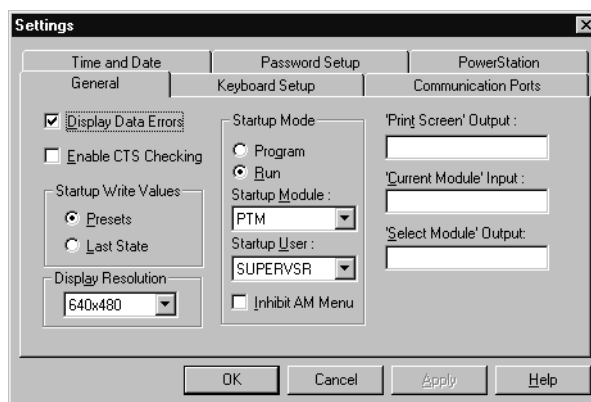 Settings
Time and Date
Password Setup
PowerStation
General
Keyboard Setup
Communication Ports
Display Data Errors
Enable CTS Checking
Startup Write Values
Presets
Last State
Display Resolution
640x480
Startup Mode
Program
Run
Startup Module :
PTM
Startup User :
SUPERVSR
Inhibit AM Menu
'Print Screen' Output :
'Current Module' Input :
'Select Module' Output:
OK
Cancel
Apply
Help